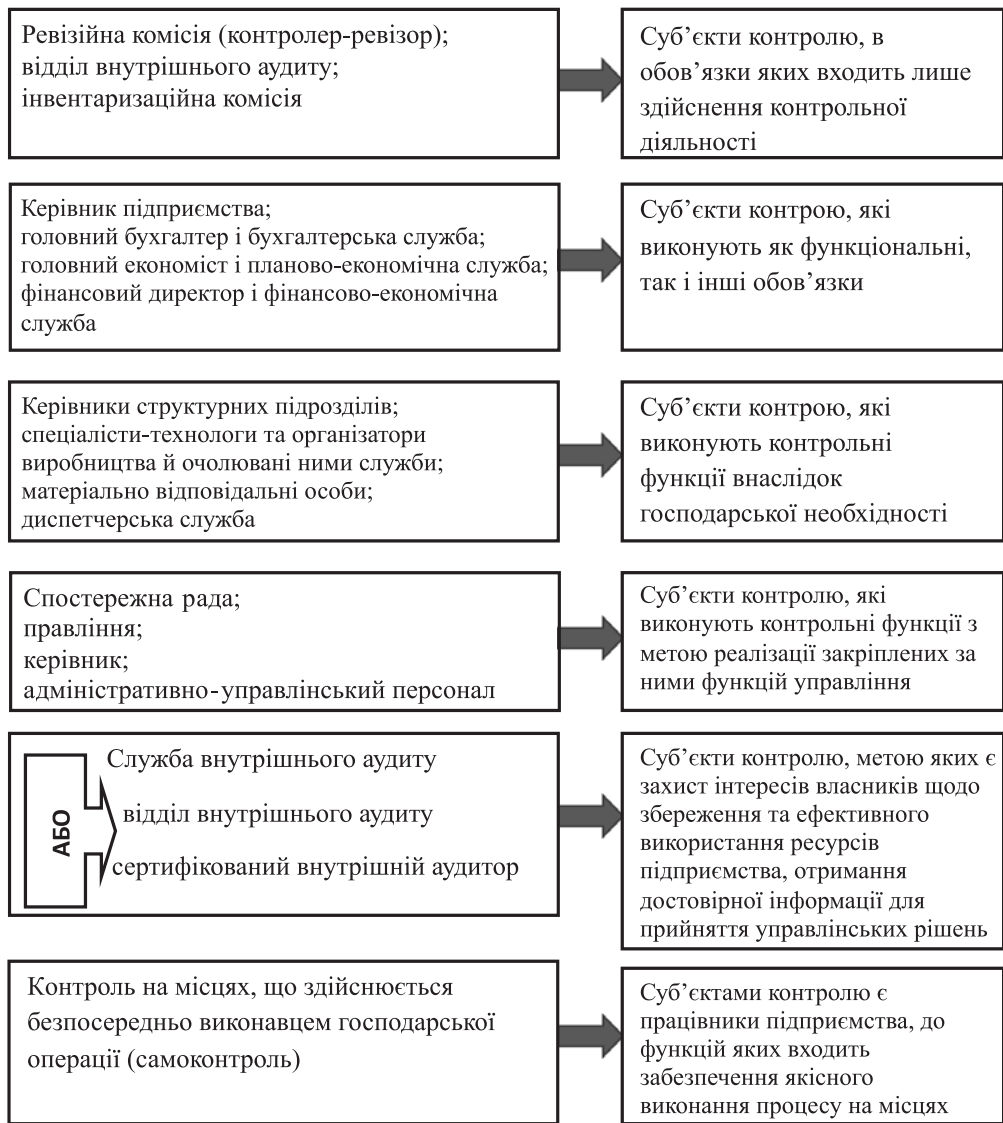 Ревізійна комісія (контролер-ревізор);
відділ внутрішнього аудиту;
інвентаризаційна комісія
Суб’єкти контролю, в
обов’язки яких входить лише
здійснення контрольної
діяльності
Керівник підприємства;
головний бухгалтер і бухгалтерська служба;
головний економіст і планово-економічна служба;
фінансовий директор і фінансово-економічна
служба
Суб’єкти контрою, які
виконують як функціональні,
так і інші обов’язки
Керівники структурних підрозділів;
спеціалісти-технологи та організатори
виробництва й очолювані ними служби;
матеріально відповідальні особи;
диспетчерська служба
Суб’єкти контрою, які
виконують контрольні
функції внаслідок
господарської необхідності
Спостережна рада;
правління;
керівник;
адміністративно-управлінський персонал
Суб’єкти контролю, які
виконують контрольні функції з
метою реалізації закріплених за
ними функцій управління
АБО
Служба внутрішнього аудиту
відділ внутрішнього аудиту
сертифікований внутрішній аудитор
Суб’єкти контролю, метою яких є
захист інтересів власників щодо
збереження та ефективного
використання ресурсів
підприємства, отримання
достовірної інформації для
прийняття управлінських рішень
Контроль на місцях, що здійснюється
безпосередньо виконавцем господарської
операції (самоконтроль)
Суб’єктами контролю є
працівники підприємства, до
функцій яких входить
забезпечення якісного
виконання процесу на місцях